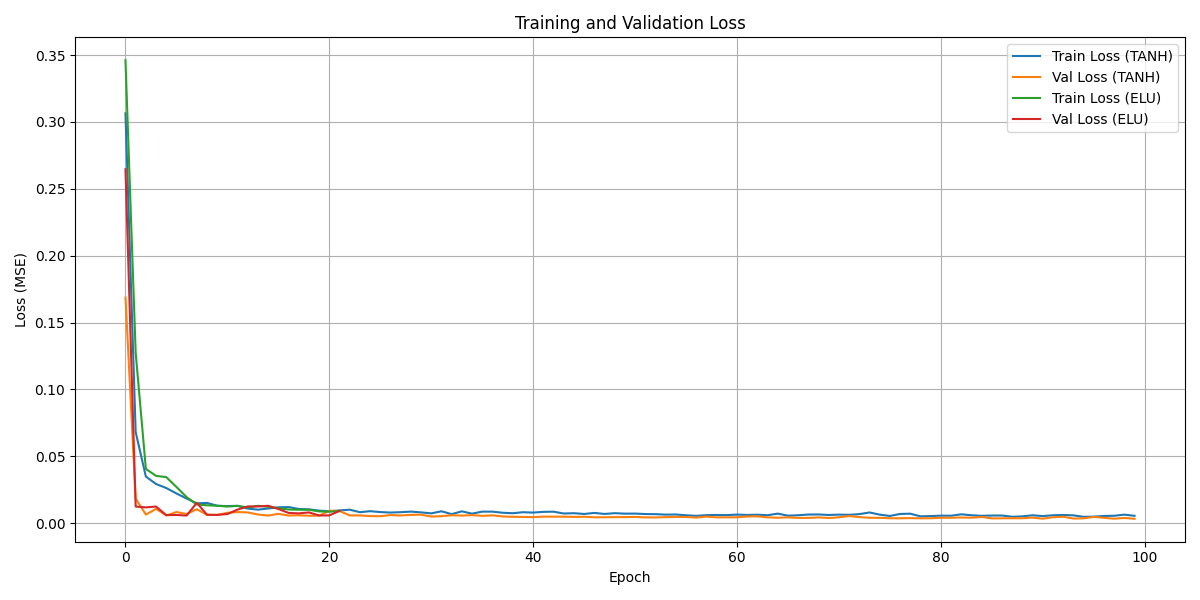 Training and Validation Loss
Train Loss (TANH)
Val Loss (TANH)
Train Loss (ELU)
Val Loss (ELU)
Loss (MSE)
0.35
0.30
0.25
0.20
0.15
0.10
0.05
0.00
0 20 40 60 80 100
Epoch